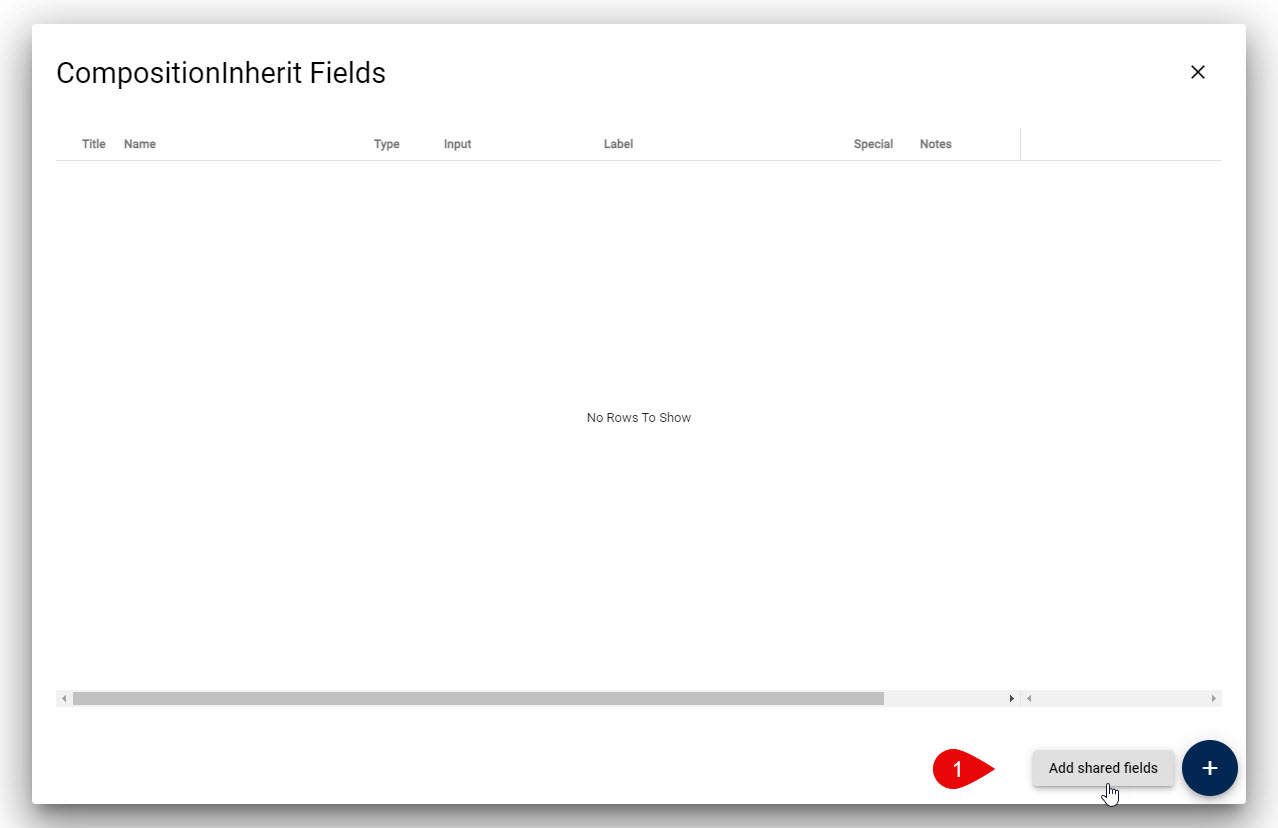 CompositionInherit Fields
Title Name Type Input Label Special Notes
No Rows To Show
1 Add shared fields +